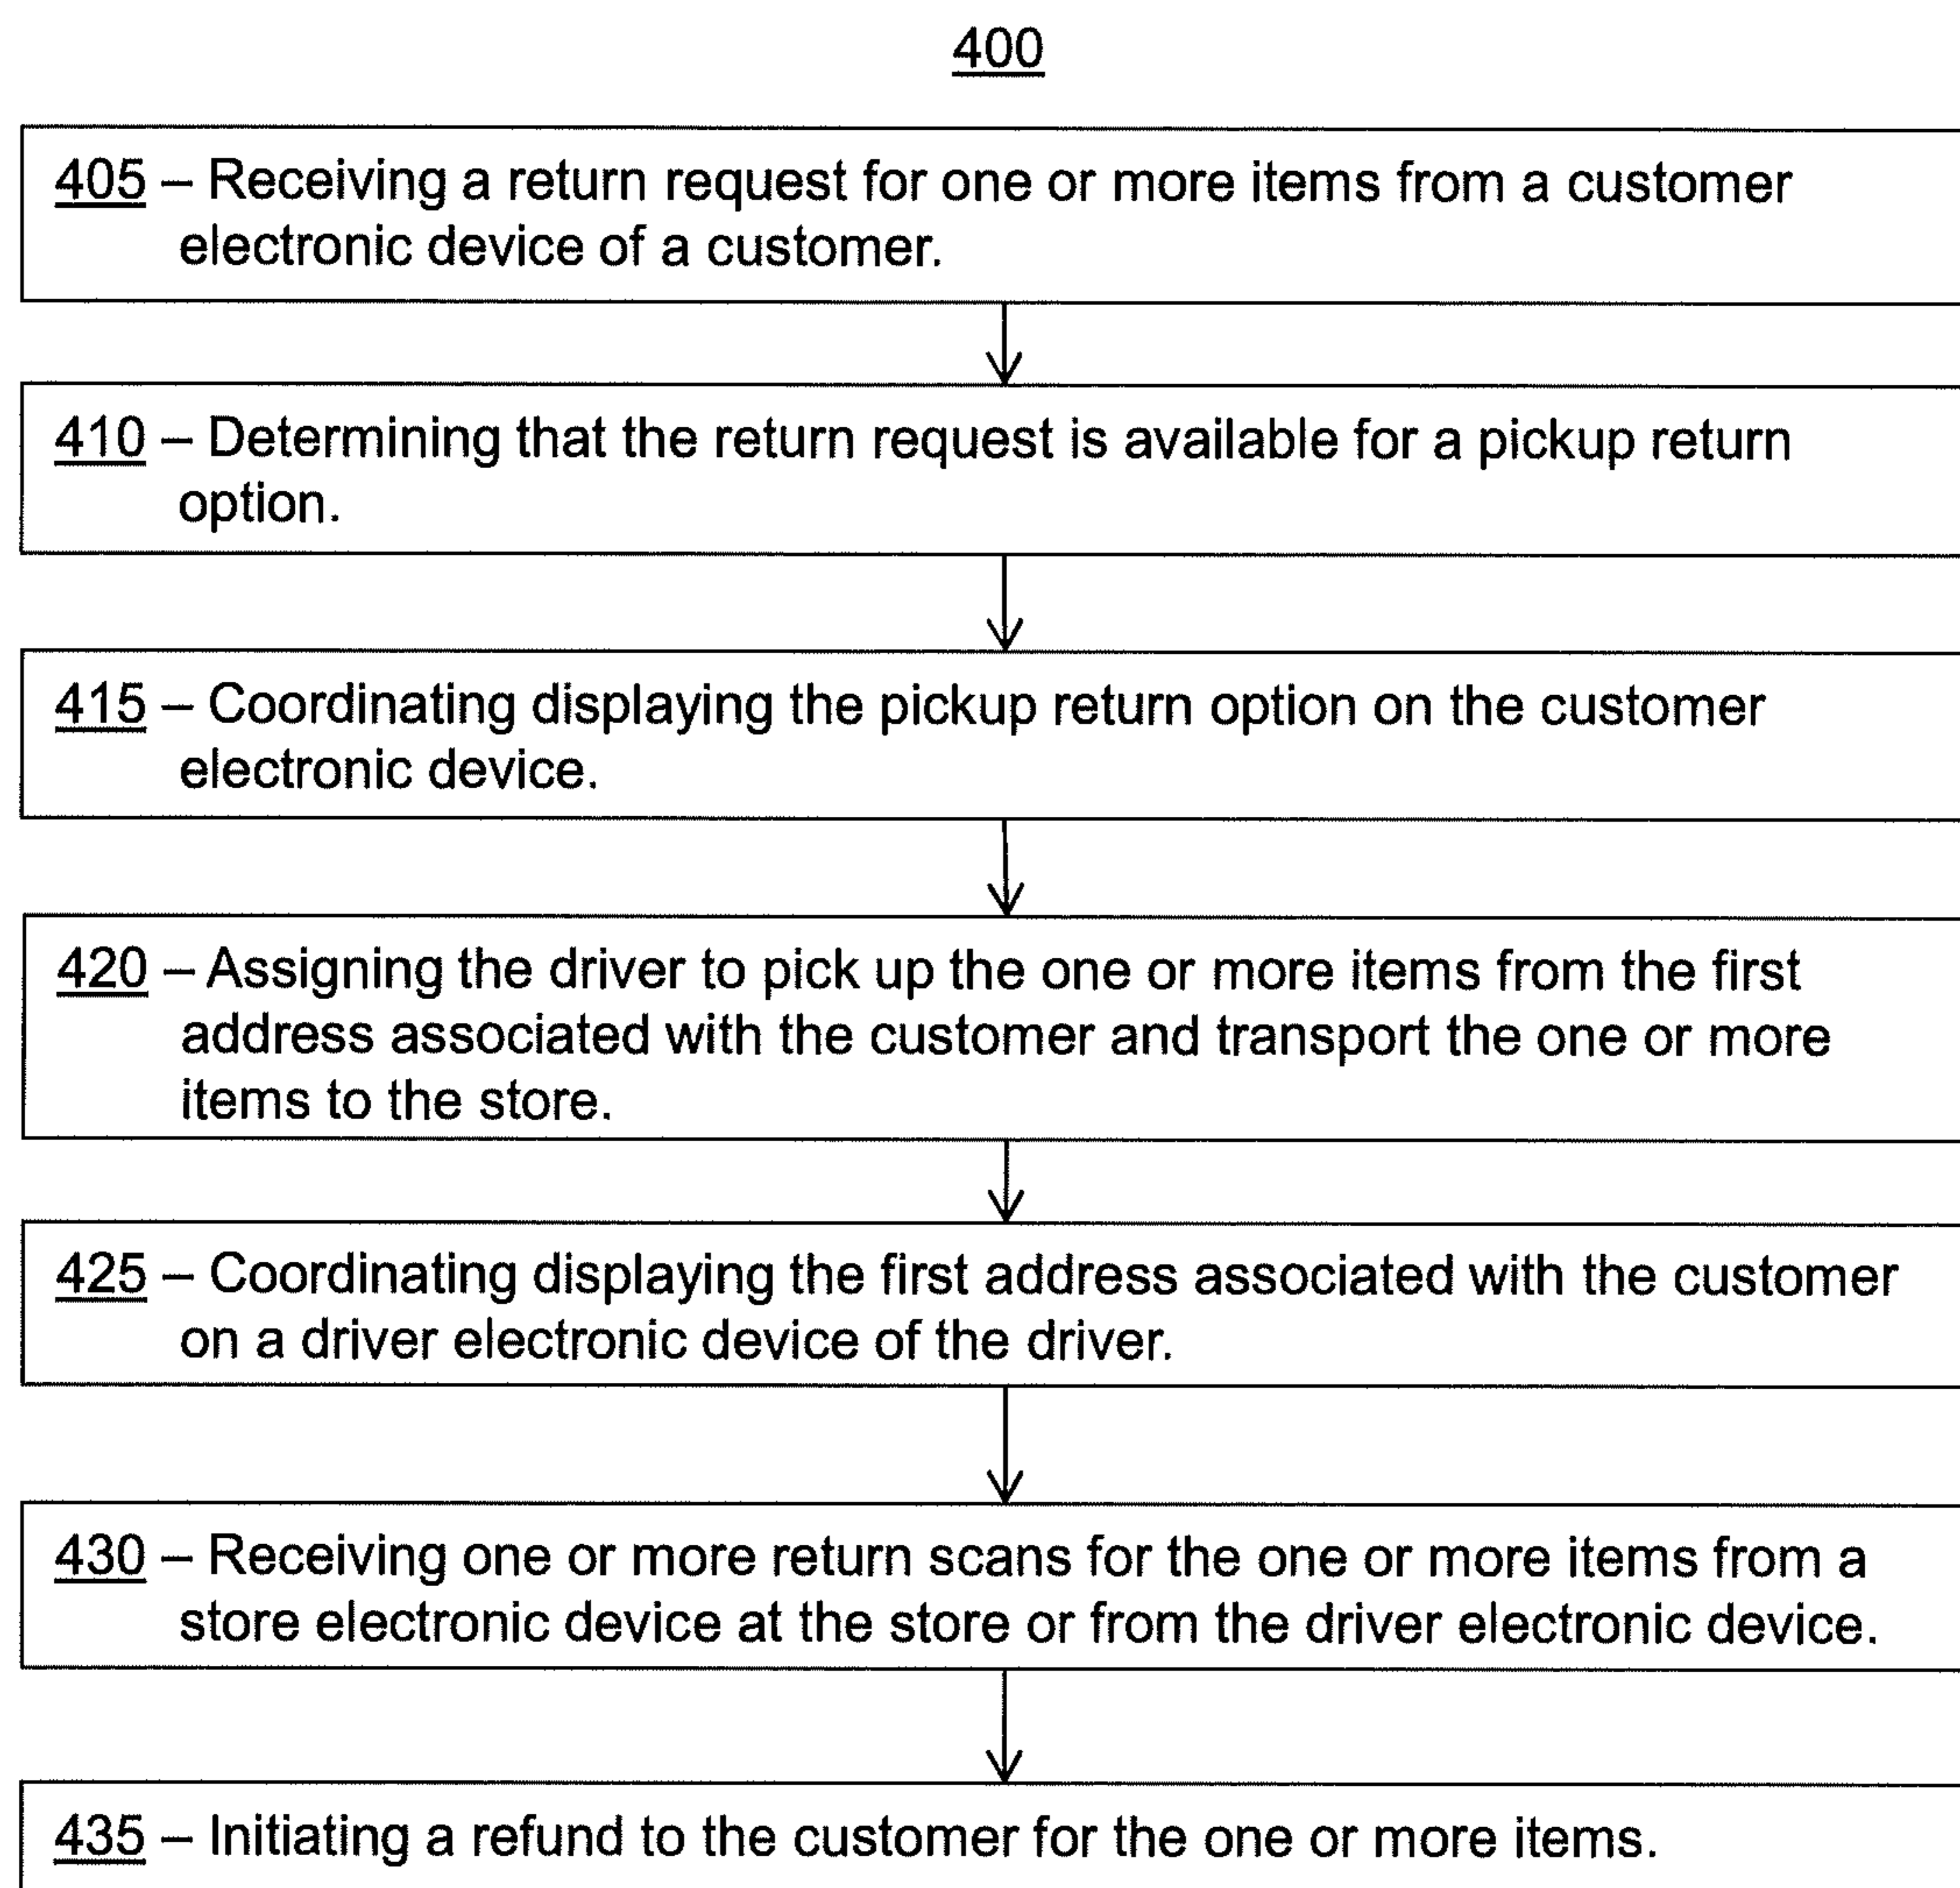 400
405 – Receiving a return request for one or more items from a customer
electronic device of a customer.
410 – Determining that the return request is available for a pickup return
option.
415 – Coordinating displaying the pickup return option on the customer
electronic device.
420 – Assigning the driver to pick up the one or more items from the first
address associated with the customer and transport the one or more
items to the store.
425 – Coordinating displaying the first address associated with the customer
on a driver electronic device of the driver.
430 – Receiving one or more return scans for the one or more items from a
store electronic device at the store or from the driver electronic device.
435 – Initiating a refund to the customer for the one or more items.